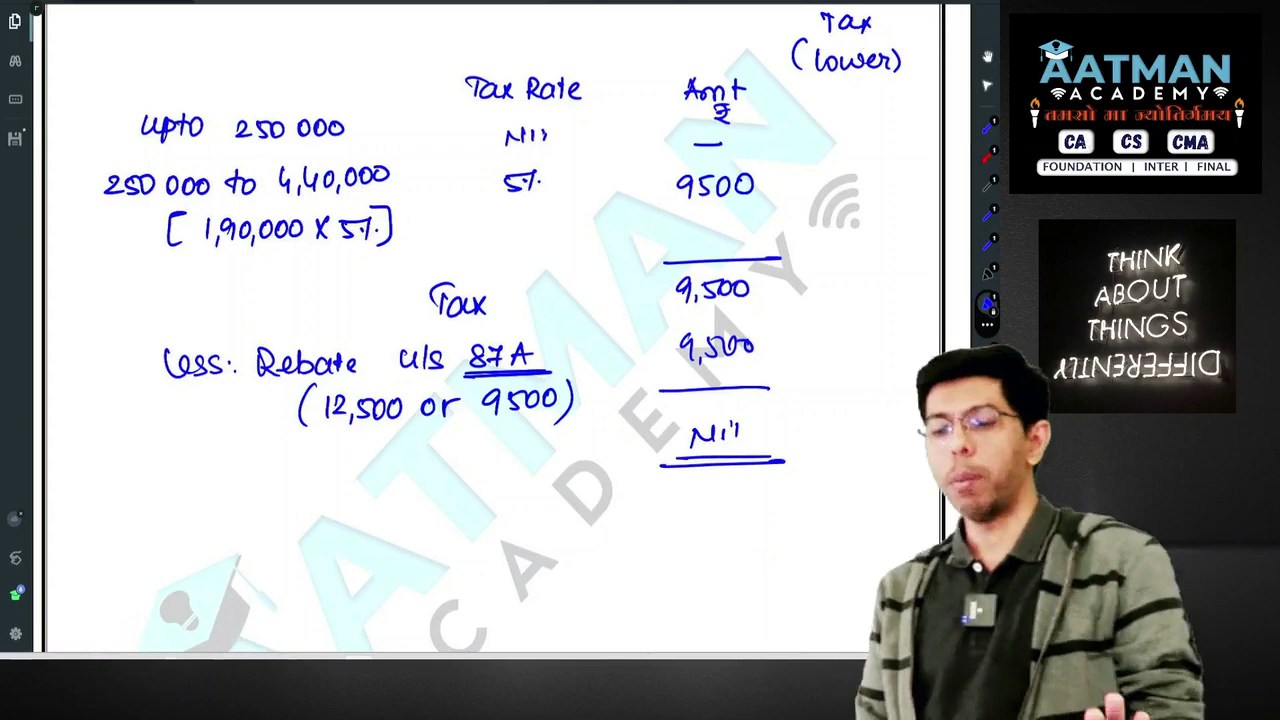 Tax
(Lower)
Tax Rate Amt
₹
upto 250 000 Nil —
250 000 to 4,40,000 5% 9500
[ 1,90,000 X 5% ]
Tax 9,500
Less: Rebate u/s 87A 9,500
(12,500 or 9500)
Nil
AATMAN
ACADEMY
AATMAN
ACADEMY
तमसो मा ज्योतिर्गमय
CA CS CMA
FOUNDATION | INTER | FINAL
THINK
ABOUT
THINGS
DIFFERENTLY